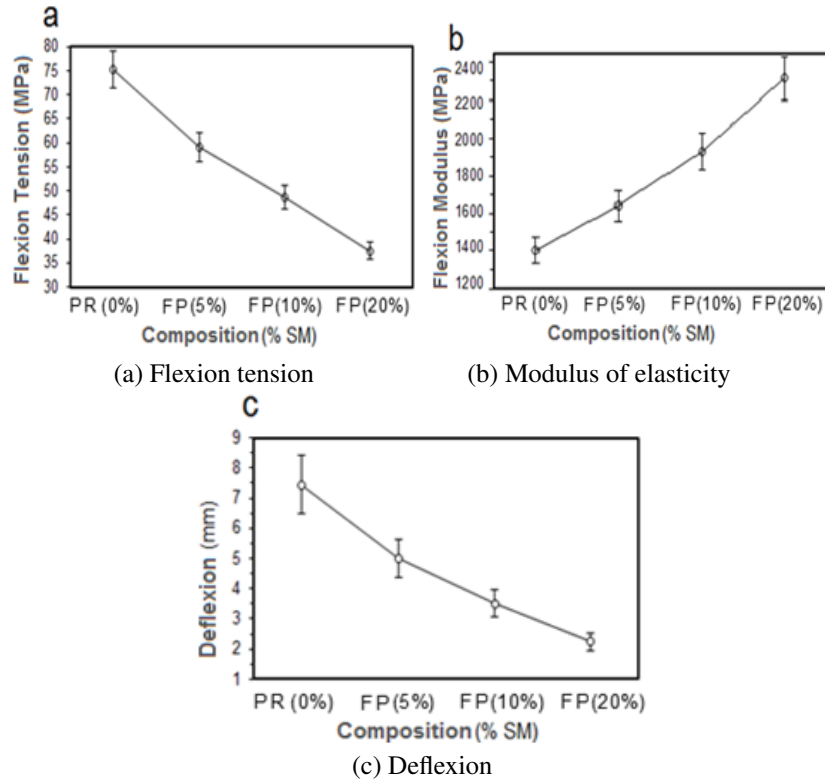 a
Flexion Tension (MPa)
80
75
70
65
60
55
50
45
40
35
30
PR (0%) FP(5%) FP(10%) FP(20%)
Composition (% SM)
(a) Flexion tension
b
Flexion Modulus (MPa)
2400
2200
1800
1600
1400
1200
PR (0%) FP(5%) FP(10%) FP(20%)
Composition (% SM)
(b) Modulus of elasticity
c
Deflexion (mm)
9
8
7
6
5
4
3
2
1
PR (0%) FP(5%) FP(10%) FP(20%)
Composition (% SM)
(c) Deflexion